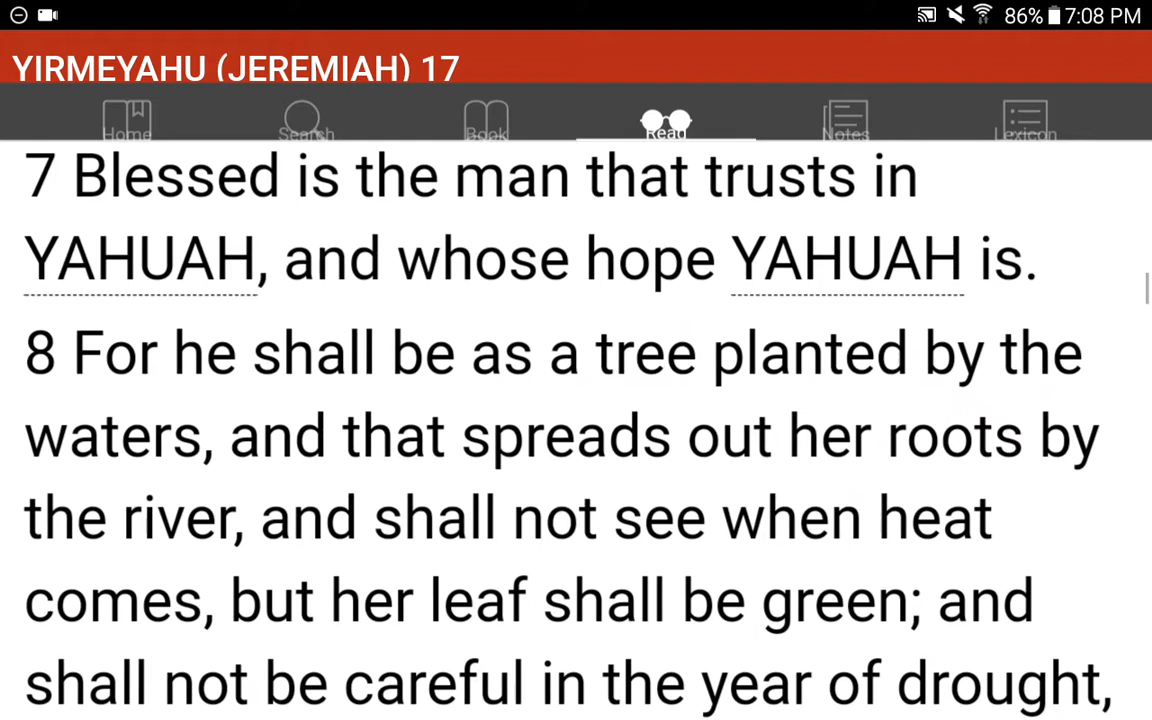 86% 7:08 PM
YIRMEYAHU (JEREMIAH) 17
Home Search Book Read Notes Lexicon
7 Blessed is the man that trusts in
YAHUAH, and whose hope YAHUAH is.
8 For he shall be as a tree planted by the
waters, and that spreads out her roots by
the river, and shall not see when heat
comes, but her leaf shall be green; and
shall not be careful in the year of drought,